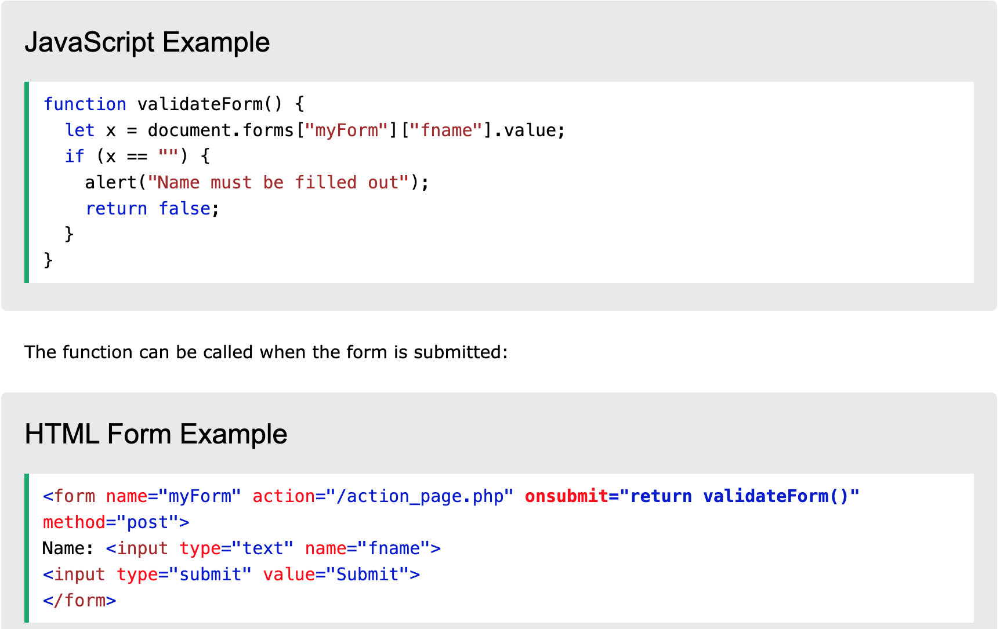 JavaScript Example
function validateForm() {
  let x = document.forms["myForm"]["fname"].value;
  if (x == "") {
    alert("Name must be filled out");
    return false;
  }
}
The function can be called when the form is submitted:
HTML Form Example
<form name="myForm" action="/action_page.php" onsubmit="return validateForm()"
method="post">
Name: <input type="text" name="fname">
<input type="submit" value="Submit">
</form>